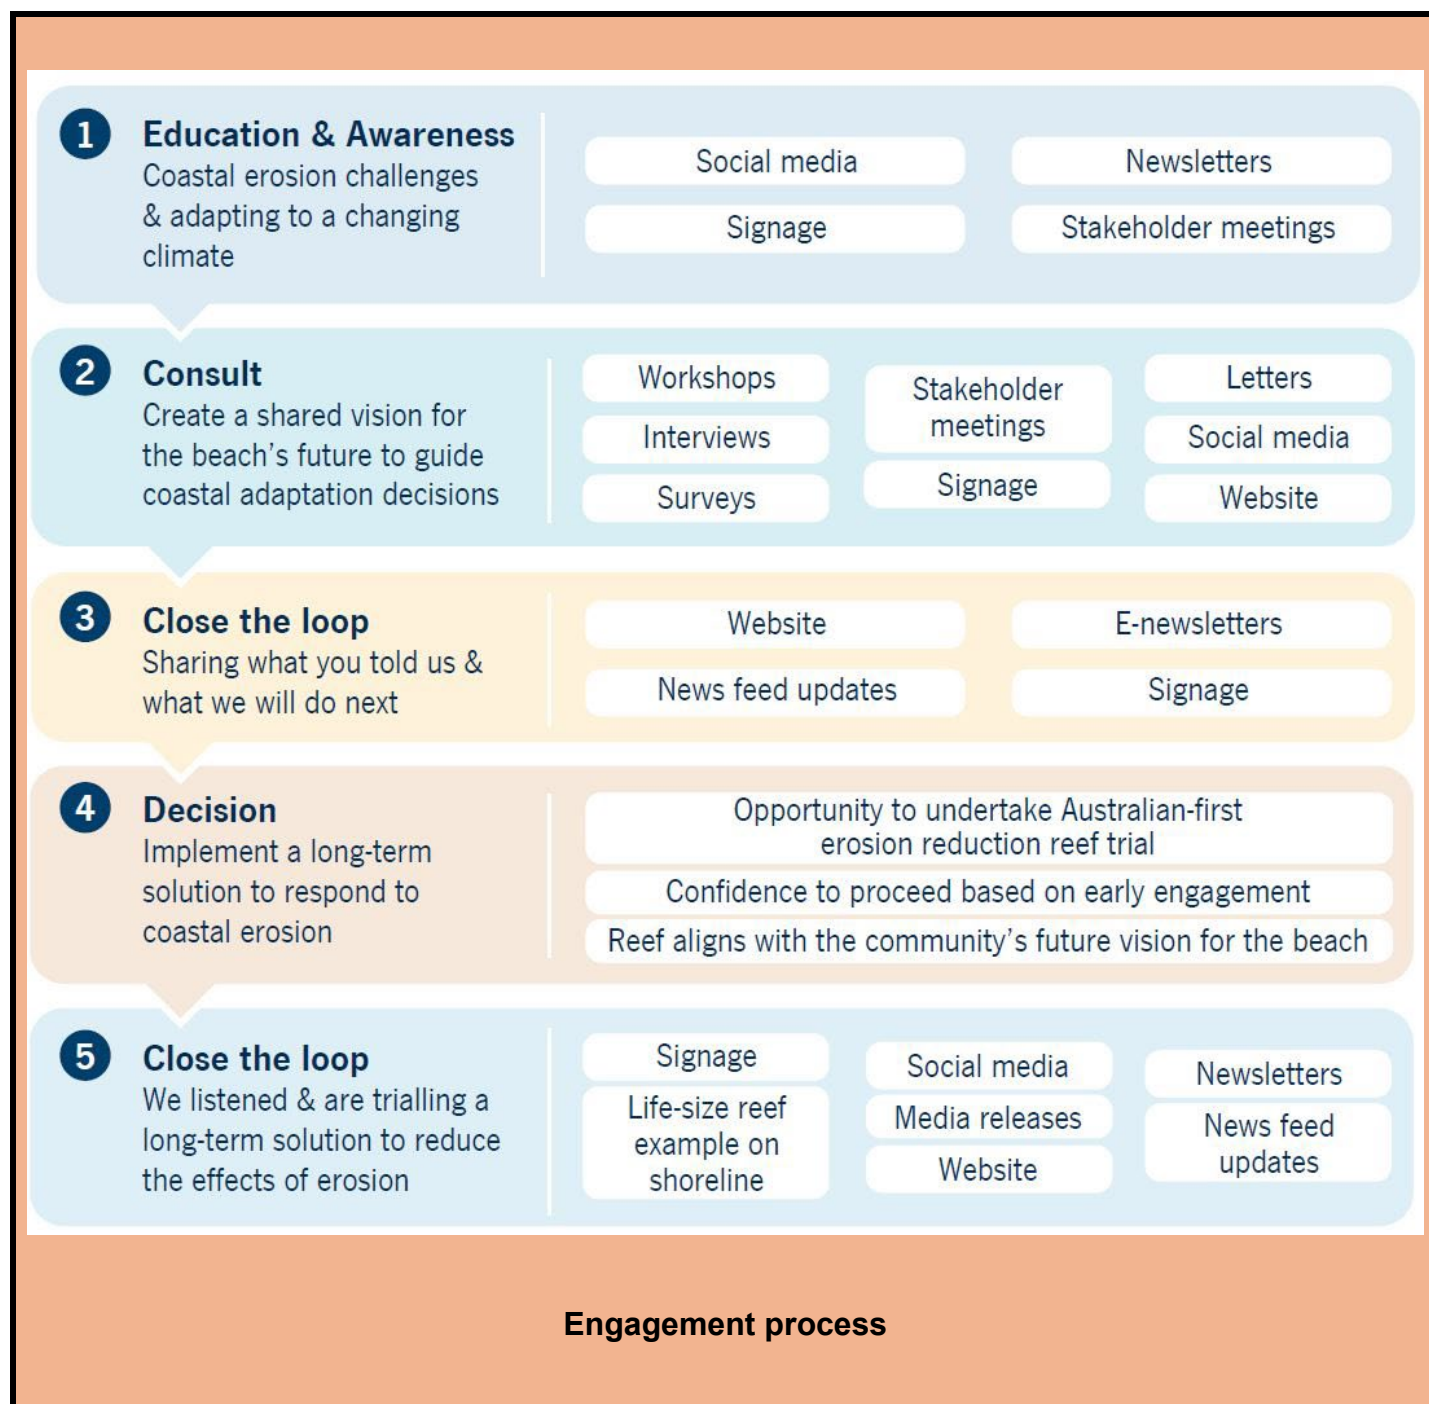 1
Education & Awareness
Coastal erosion challenges
& adapting to a changing
climate
Social media
Newsletters
Signage
Stakeholder meetings
2
Consult
Create a shared vision for
the beach's future to guide
coastal adaptation decisions
Workshops
Interviews
Surveys
Stakeholder
meetings
Signage
Letters
Social media
Website
3
Close the loop
Sharing what you told us &
what we will do next
Website
E-newsletters
News feed updates
Signage
4
Decision
Implement a long-term
solution to respond to
coastal erosion
Opportunity to undertake Australian-first
erosion reduction reef trial
Confidence to proceed based on early engagement
Reef aligns with the community's future vision for the beach
5
Close the loop
We listened & are trialling a
long-term solution to reduce
the effects of erosion
Signage
Life-size reef
example on
shoreline
Social media
Media releases
Website
Newsletters
News feed
updates
Engagement process